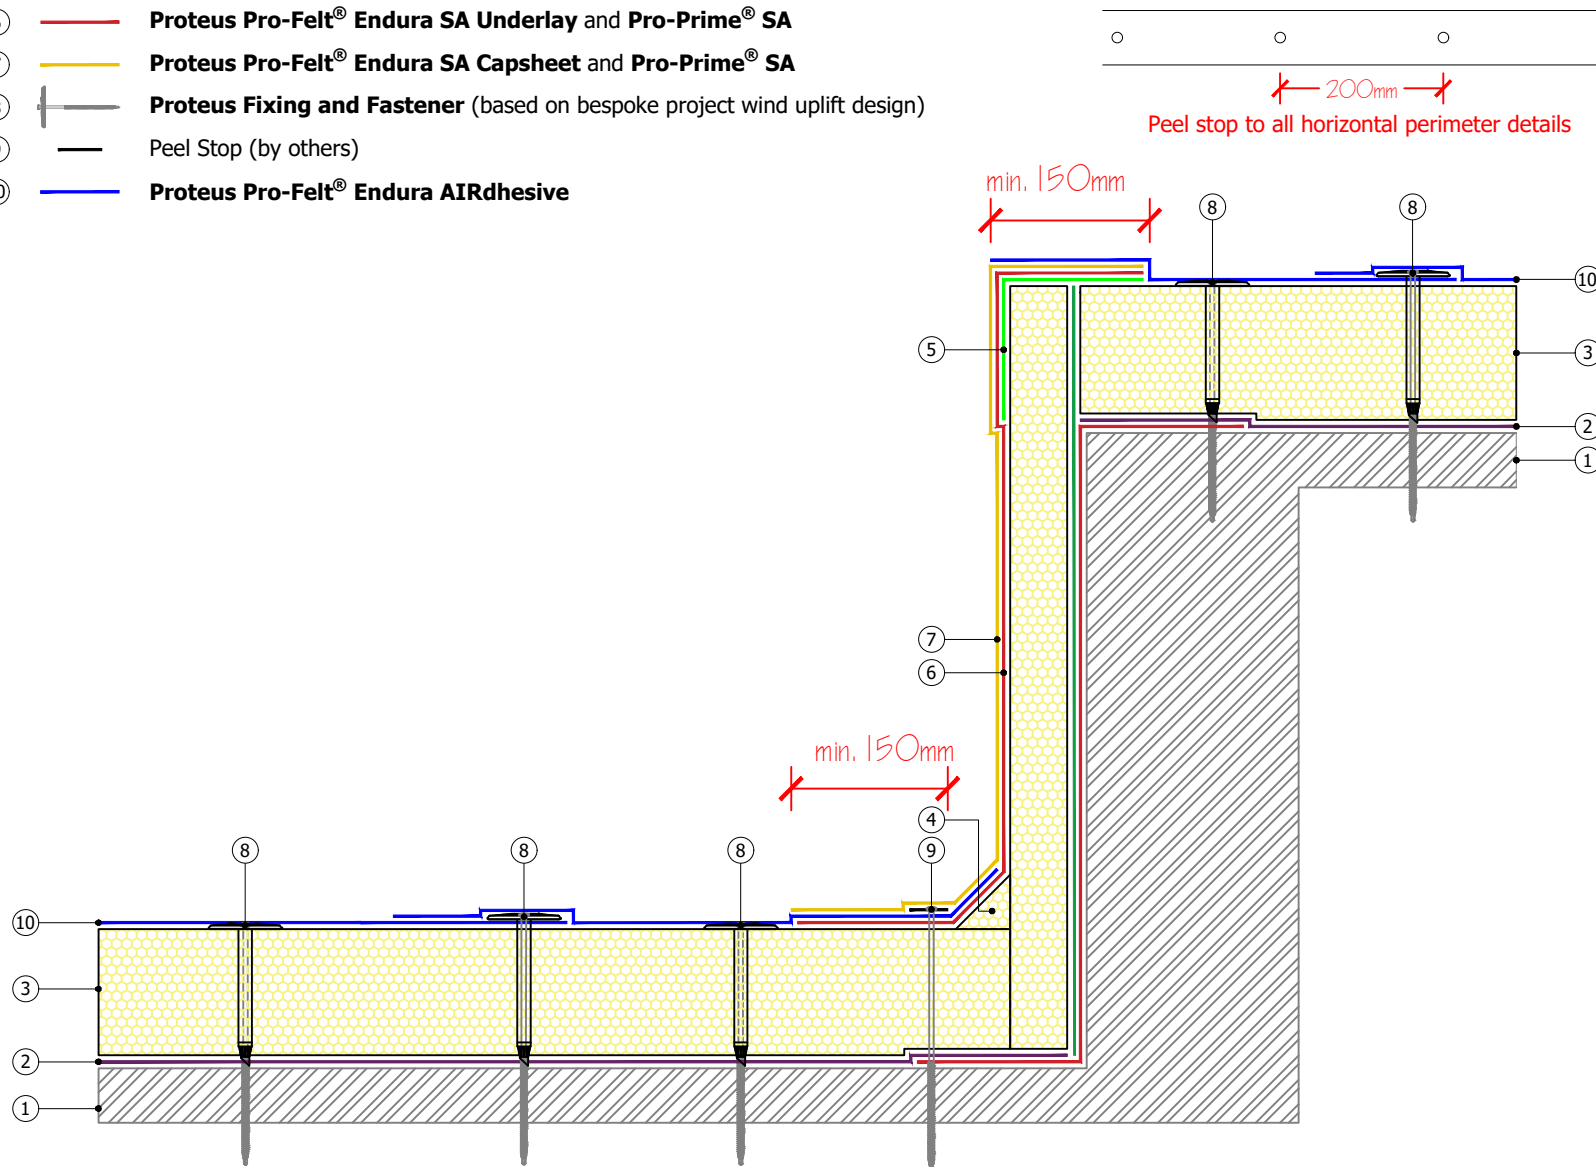 Proteus Pro-Felt® Endura SA Underlay and Pro-Prime® SA
Proteus Pro-Felt® Endura SA Capsheet and Pro-Prime® SA
Proteus Fixing and Fastener (based on bespoke project wind uplift design)
Peel Stop (by others)
Proteus Pro-Felt® Endura AIRdhesive
200mm
Peel stop to all horizontal perimeter details
min. 150mm
8
8
10
5
3
2
1
7
6
min. 150mm
4
8
8
8
9
10
3
2
1